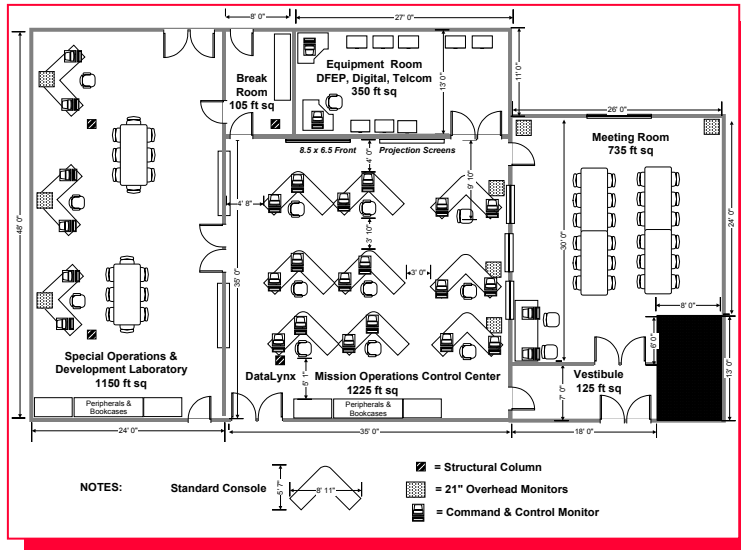 8' 0"
27' 0"
Equipment Room
DFEP, Digital, Telcom
350 ft sq
Break
Room
105 ft sq
13' 0"
11' 0"
26' 0"
Meeting Room
735 ft sq
8.5 x 6.5 Front
Projection Screens
4' 0"
9' 10"
4' 8"
3' 10"
48' 0"
35' 0"
30' 0"
24' 0"
3' 0"
8' 0"
6' 0"
13' 0"
Special Operations &
Development Laboratory
1150 ft sq
DataLynx
Mission Operations Control Center
1225 ft sq
5' 1"
Vestibule
125 ft sq
7' 0"
Peripherals &
Bookcases
Peripherals &
Bookcases
24' 0"
35' 0"
18' 0"
NOTES:
Standard Console
5' 7"
8' 11"
= Structural Column
= 21" Overhead Monitors
= Command & Control Monitor